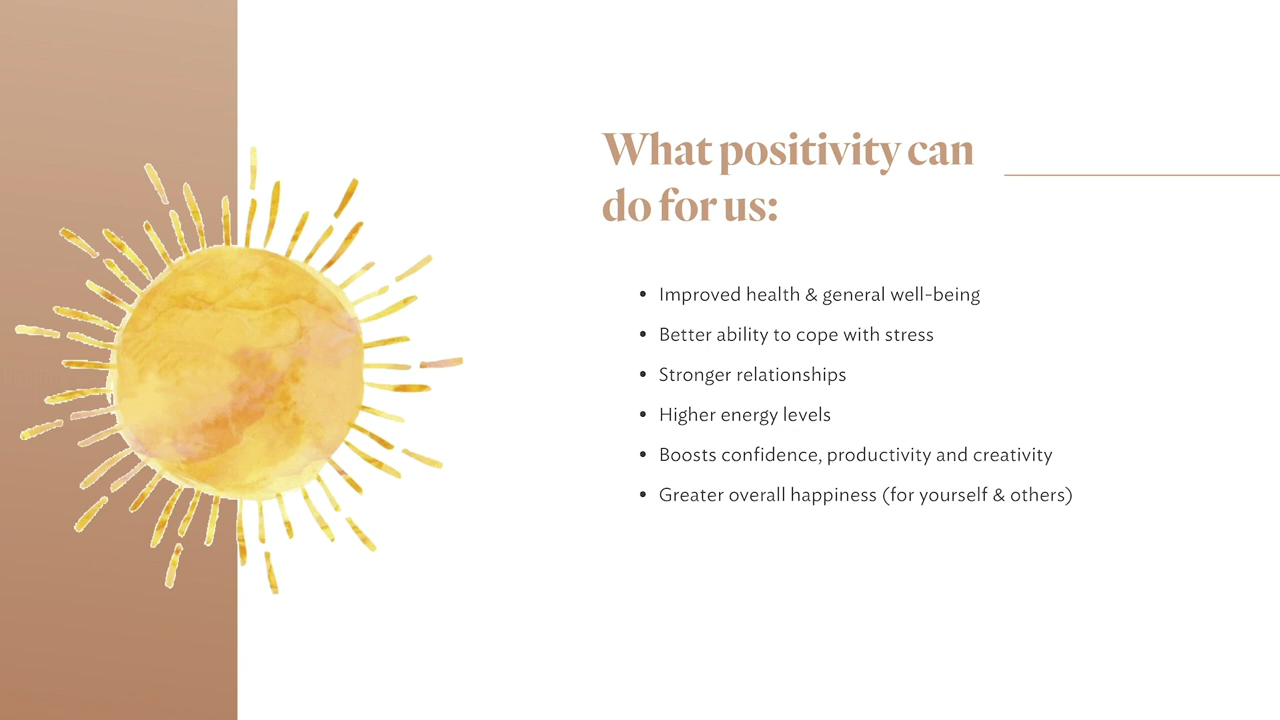 What positivity can
do for us:
• Improved health & general well-being
• Better ability to cope with stress
• Stronger relationships
• Higher energy levels
• Boosts confidence, productivity and creativity
• Greater overall happiness (for yourself & others)